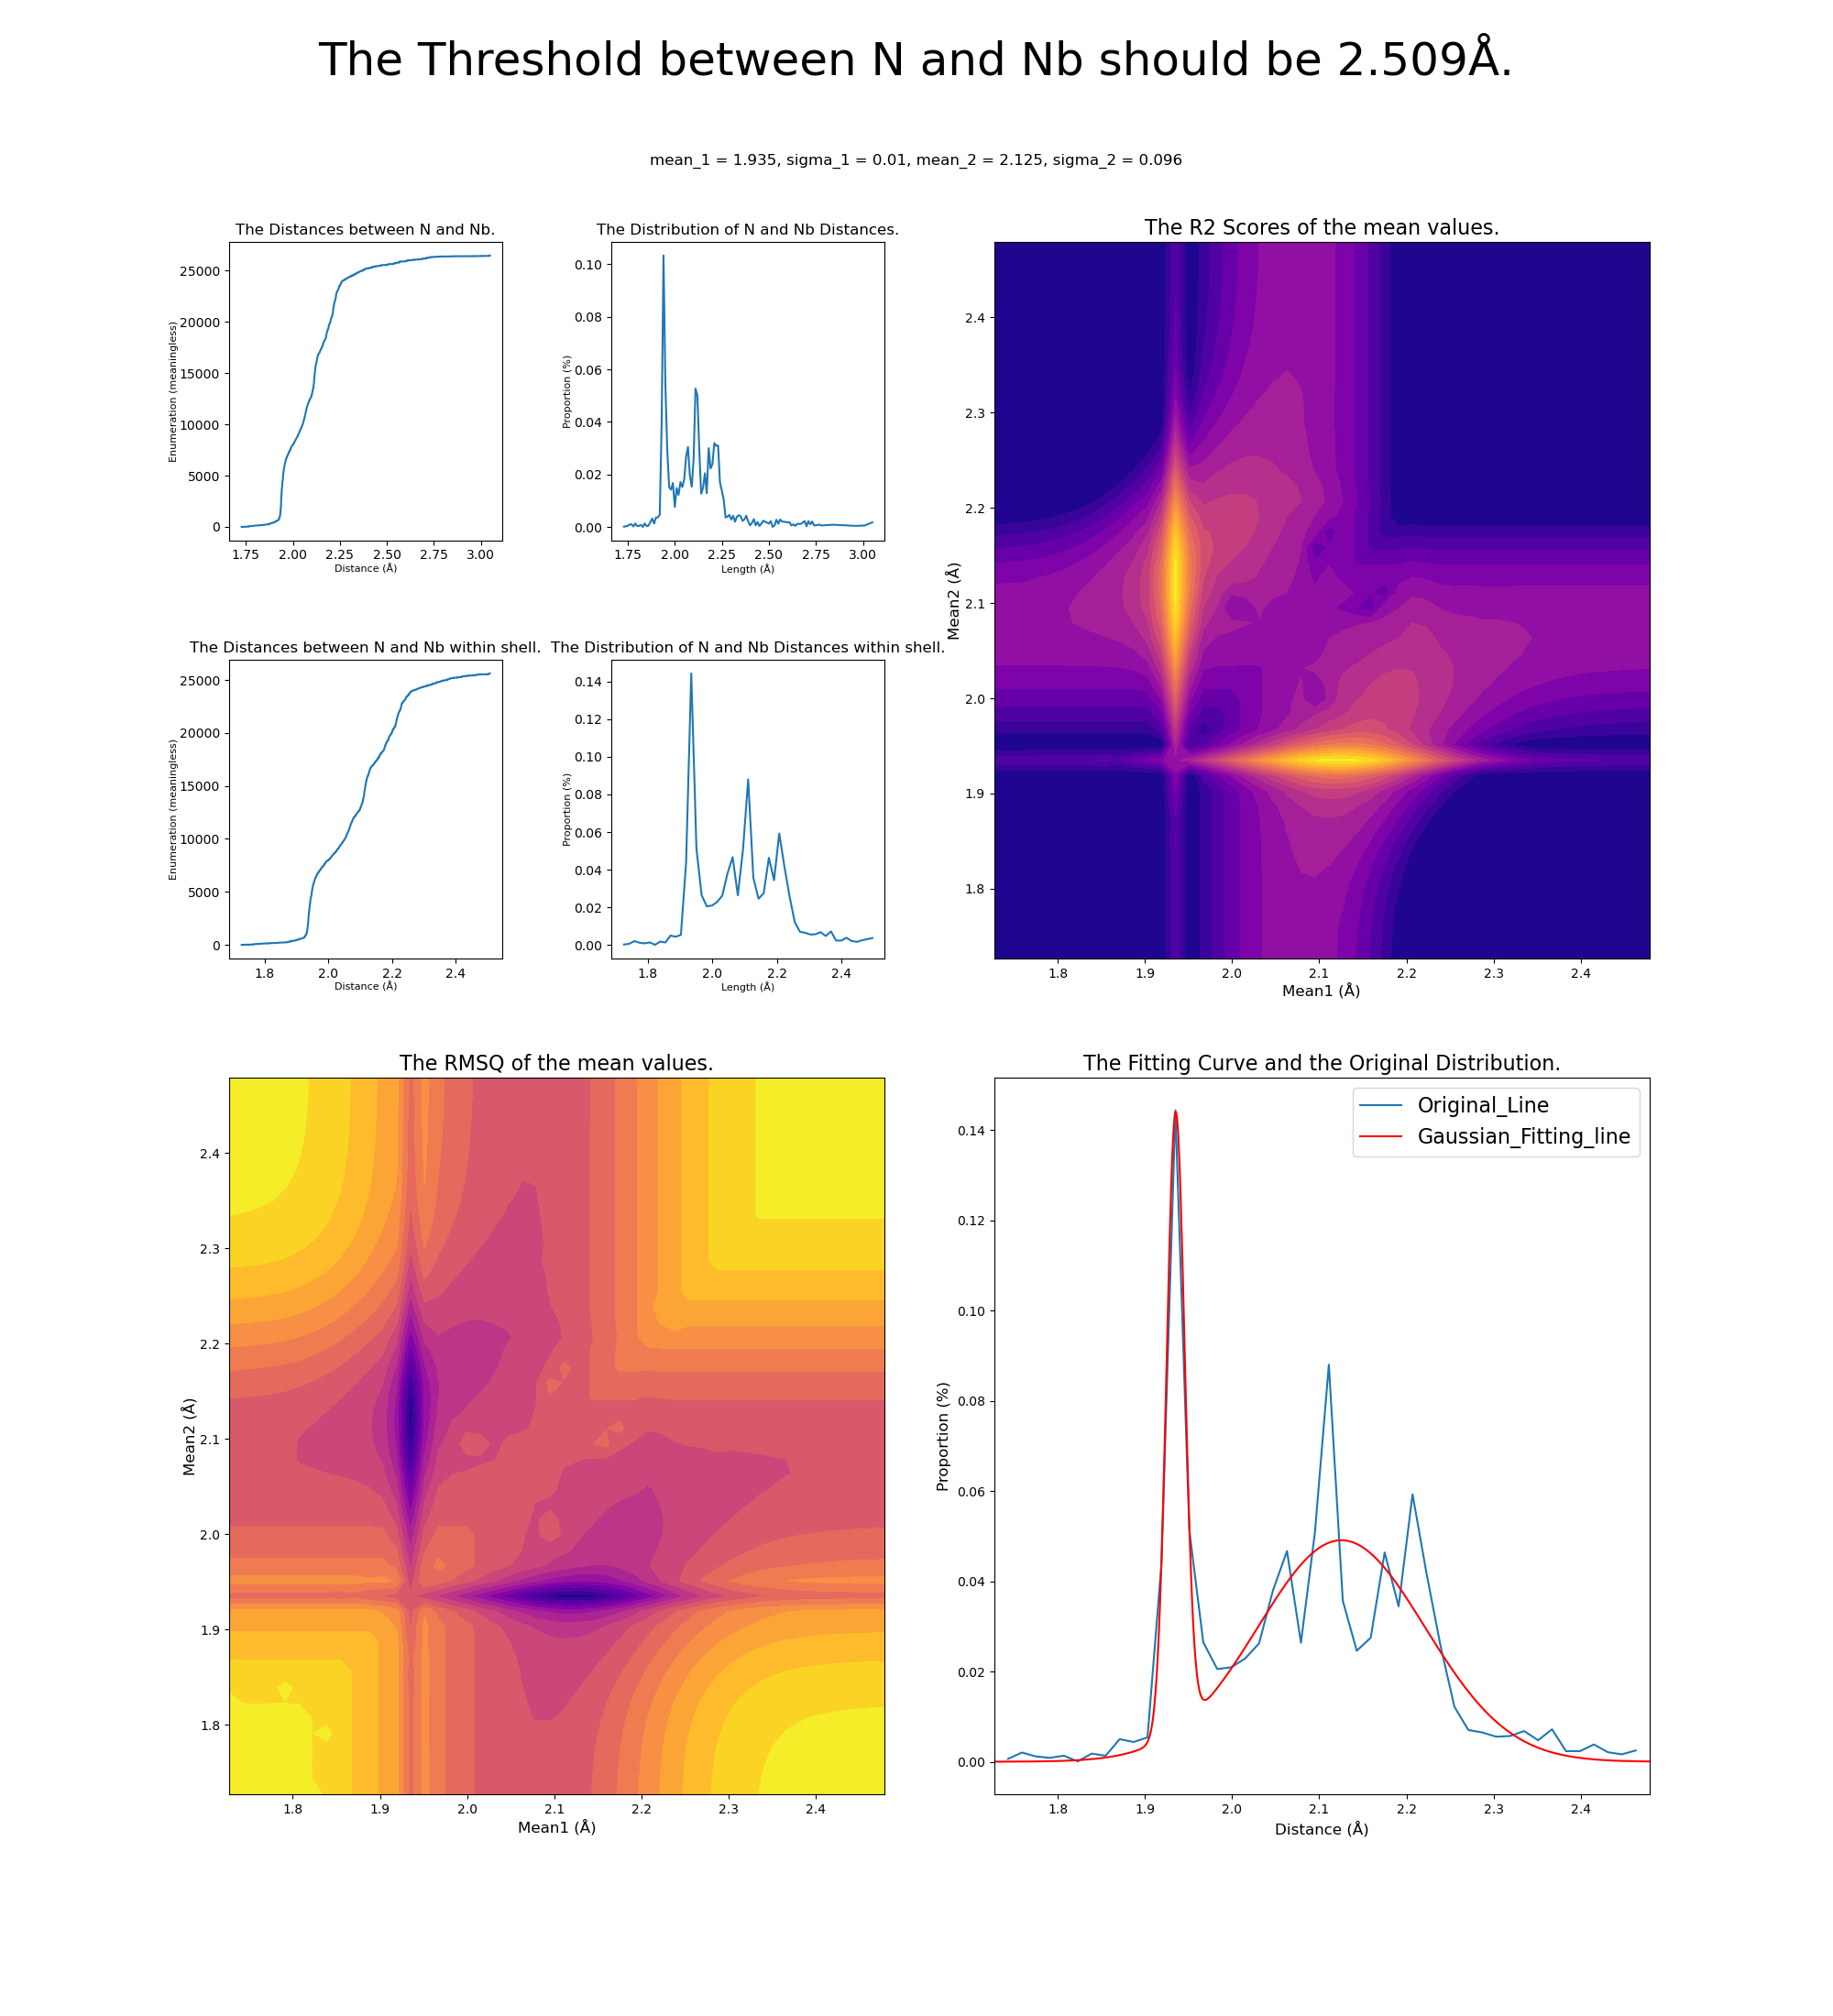 The Threshold between N and Nb should be 2.509Å.
mean_1 = 1.935, sigma_1 = 0.01, mean_2 = 2.125, sigma_2 = 0.096
The Distances between N and Nb.
25000
20000
15000
10000
5000
0
Enumeration (meaningless)
1.75 2.00 2.25 2.50 2.75 3.00
Distance (Å)
The Distribution of N and Nb Distances.
0.10
0.08
0.06
0.04
0.02
0.00
Proportion (%)
1.75 2.00 2.25 2.50 2.75 3.00
Length (Å)
The R2 Scores of the mean values.
2.4
2.3
2.2
2.1
2.0
1.9
1.8
Mean2 (Å)
1.8 1.9 2.0 2.1 2.2 2.3 2.4
Mean1 (Å)
The Distances between N and Nb within shell.
25000
20000
15000
10000
5000
0
Enumeration (meaningless)
1.8 2.0 2.2 2.4
Distance (Å)
The Distribution of N and Nb Distances within shell.
0.14
0.12
0.10
0.08
0.06
0.04
0.02
0.00
Proportion (%)
1.8 2.0 2.2 2.4
Length (Å)
The RMSQ of the mean values.
2.4
2.3
2.2
2.1
2.0
1.9
1.8
Mean2 (Å)
1.8 1.9 2.0 2.1 2.2 2.3 2.4
Mean1 (Å)
The Fitting Curve and the Original Distribution.
Original_Line
Gaussian_Fitting_line
0.14
0.12
0.10
0.08
0.06
0.04
0.02
0.00
Proportion (%)
1.8 1.9 2.0 2.1 2.2 2.3 2.4
Distance (Å)